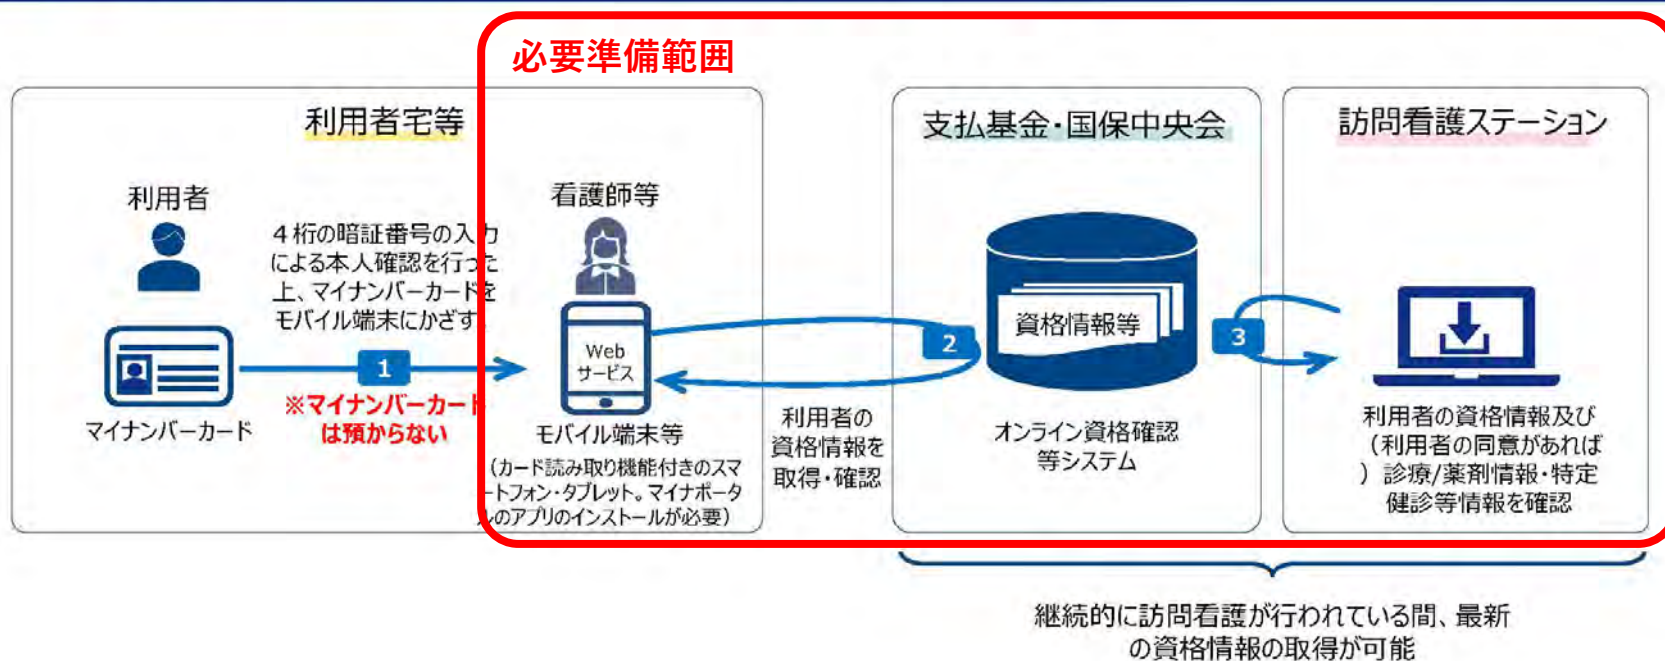 必要準備範囲
利用者宅等
利用者
4桁の暗証番号の入力
による本人確認を行った
上、マイナンバーカードを
モバイル端末にかざす
1
※マイナンバーカード
は預からない
マイナンバーカード
看護師等
Web
サービス
モバイル端末等
(カード読み取り機能付きのスマ
ートフォン・タブレット。マイナポータ
ルのアプリのインストールが必要)
2
利用者の
資格情報を
取得・確認
支払基金・国保中央会
資格情報等
オンライン資格確認
等システム
3
訪問看護ステーション
利用者の資格情報及び
(利用者の同意があれば
)診療/薬剤情報・特定
健診等情報を確認
継続的に訪問看護が行われている間、最新
の資格情報の取得が可能